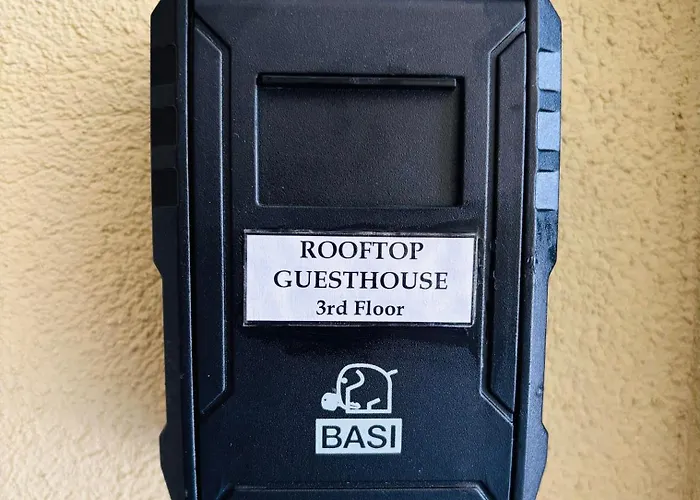 ROOFTOP
GUESTHOUSE
3rd Floor
BASI